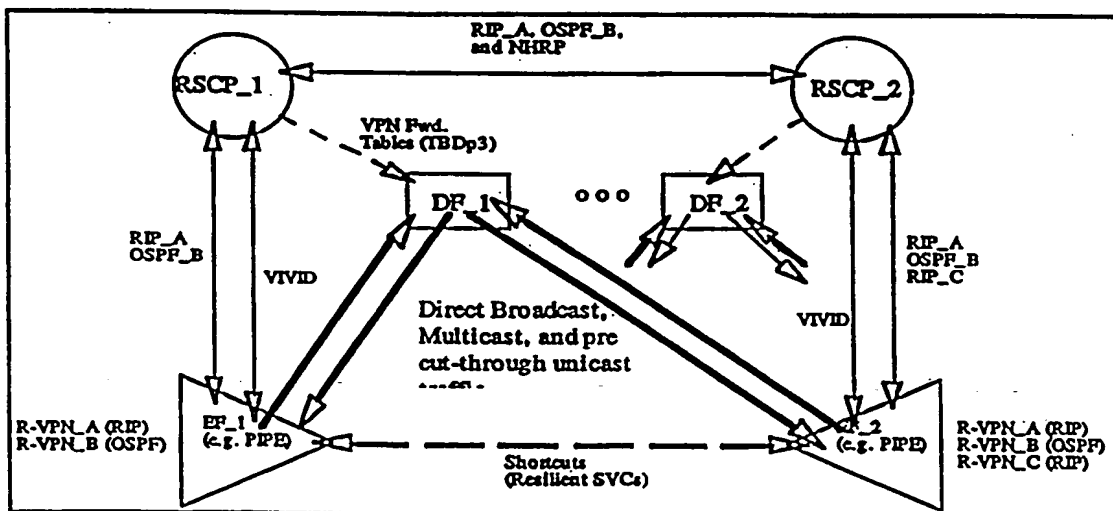 RIP_A, OSPF_B,
and NHRP
RSCP_1
RSCP_2
VPN Fwd.
Tables (TBDp3)
DF_1
o o o
DF_2
RIP_A
OSPF_B
VIVID
RIP_A
OSPF_B
RIP_C
VIVID
Direct Broadcast,
Multicast, and pre
cut-through unicast
R-VPN_A (RIP)
R-VPN_B (OSPF)
EF_1
(e.g. PIPE)
_2
(e.g. PIPE)
R-VPN_A (RIP)
R-VPN_B (OSPF)
R-VPN_C (RIP)
Shortcuts
(Resilient SVCs)